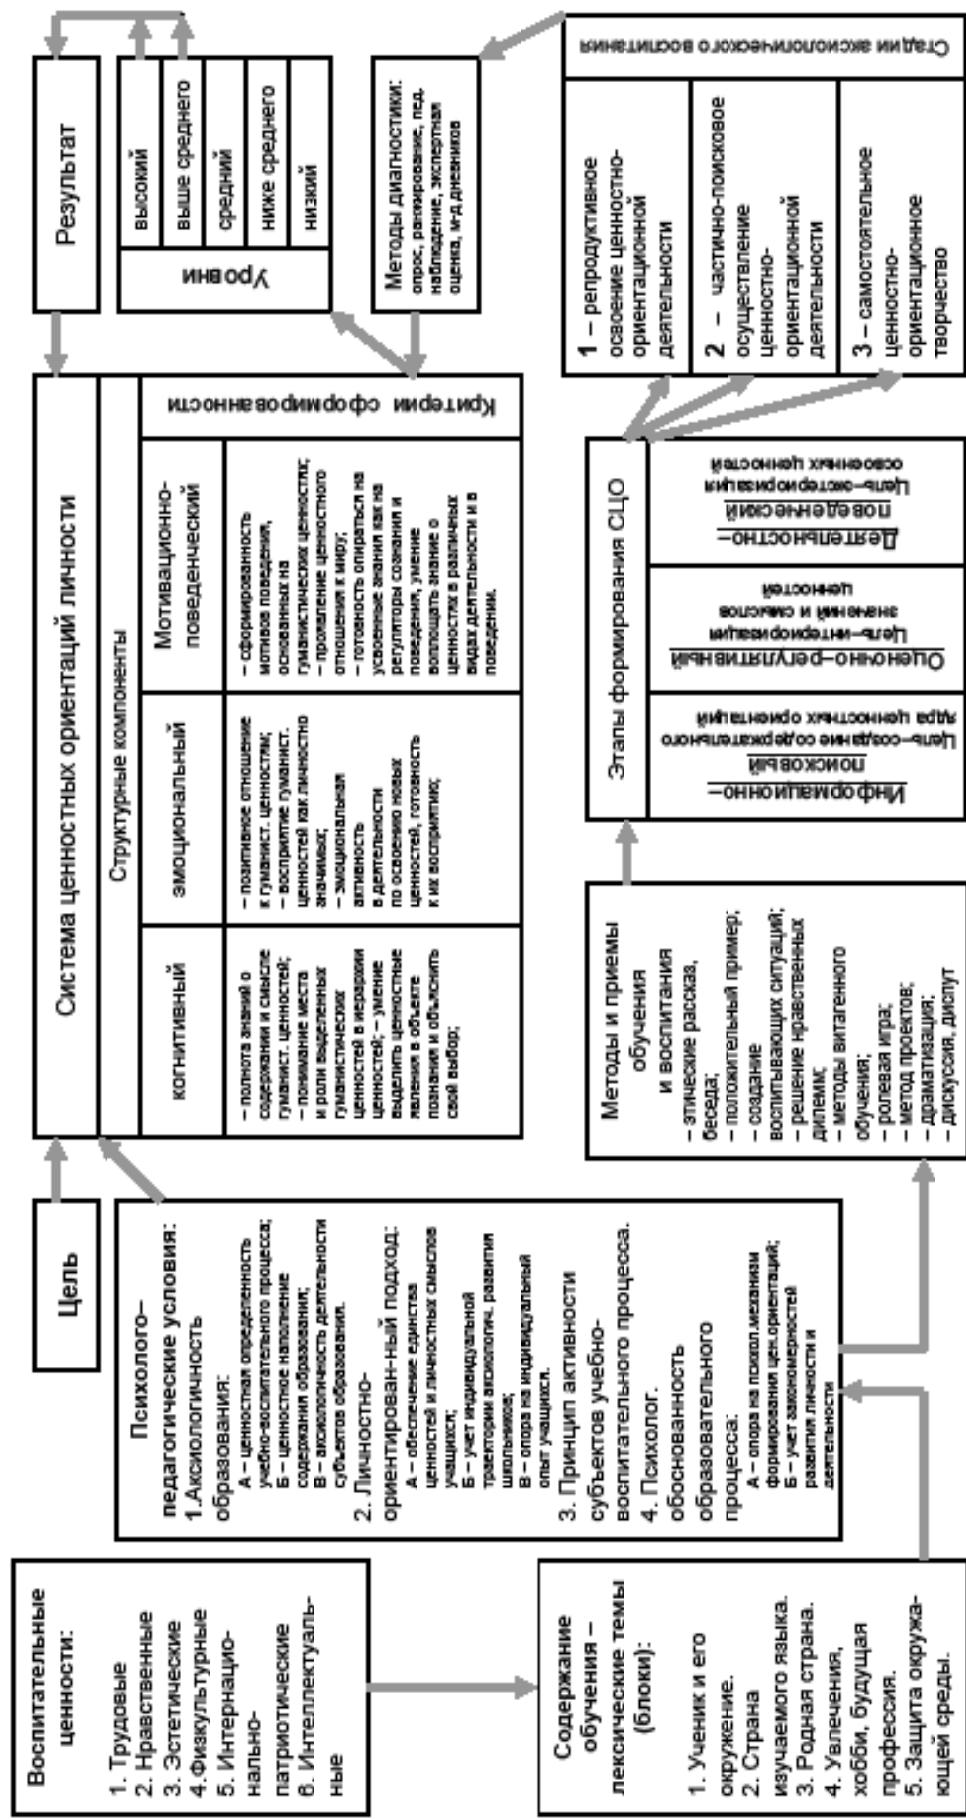 Воспитательные
ценности:
1. Трудовые
2. Нравственные
3. Эстетические
4.Физкультурные
5. Интернацио-
нально-
патриотические
6. Интеллектуаль-
ные
Содержание
обучения –
лексические темы
(блоки):
1. Ученик и его
окружение.
2. Страна
изучаемого языка.
3. Родная страна.
4. Увлечения,
хобби, будущая
профессия.
5. Защита окружа-
ющей среды.
Цель
Психолого–
педагогические условия:
1.Аксиологичность
образования:
А – ценностная определенность
учебно-воспитательного процесса;
Б – ценностное наполнение
содержания образования;
В – аксиологичность деятельности
субъектов образования.
2. Личностно-
ориентирован-ный подход:
А – обеспечение единства
ценностей и личностных смыслов
учащихся;
Б – учет индивидуальной
траектории аксиологич. развития
школьников;
В – опора на индивидуальный
опыт учащихся.
3. Принцип активности
субъектов учебно-
воспитательного процесса.
4. Психолог.
обоснованность
образовательного
процесса:
А – опора на психол.механизм
формирования цен.ориентаций;
Б – учет закономерностей
развития личности и
деятельности
Система ценностных ориентаций личности
Структурные компоненты
когнитивный
– полнота знаний о
содержании и смысле
гуманист. ценностей;
– понимание места
и роли выделенных
гуманистических
ценностей в иерархии
ценностей; – умение
выделить ценностные
явления в объекте
познания и объяснить
свой выбор;
эмоциональный
– позитивное отношение
к гуманист. ценностям;
– восприятие гуманист.
ценностей как личностно
значимых;
– эмоциональная
активность
в деятельности
по освоению новых
ценностей, готовность
к их восприятию;
Мотивационно-
поведенческий
– сформированность
мотивов поведения,
основанных на
гуманистических ценностях;
– проявление ценностного
отношения к миру;
– готовность опираться на
усвоенные знания как на
регуляторы сознания и
поведения, умение
воплощать знание о
ценностях в различных
видах деятельности и в
поведении.
Критерии сформированности
Результат
Уровни
высокий
выше среднего
средний
ниже среднего
низкий
Методы диагностики:
опрос, ранжирование, пед.
наблюдение, экспертная
оценка, м-д дневников
Методы и приемы
обучения
и воспитания
– этические рассказ,
беседа;
– положительный пример;
– создание
воспитывающих ситуаций;
– решение нравственных
дилемм;
– методы витагенного
обучения;
– ролевая игра;
– метод проектов;
– драматизация;
– дискуссия, диспут
Этапы формирования СЦО
Информационно–
поисковый
Цель–создание содержательного
ядра ценностных ориентаций
Оценочно–регулятивный
Цель–интериоризация
значений и смыслов
ценностей
Деятельностно–
поведенческий
Цель–экстериоризация
освоенных ценностей
1 – репродуктивное
освоение ценностно-
ориентационной
деятельности
2 – частично-поисковое
осуществление
ценностно-
ориентационной
деятельности
3 – самостоятельное
ценностно-
ориентационное
творчество
Стадии аксиологического воспитания